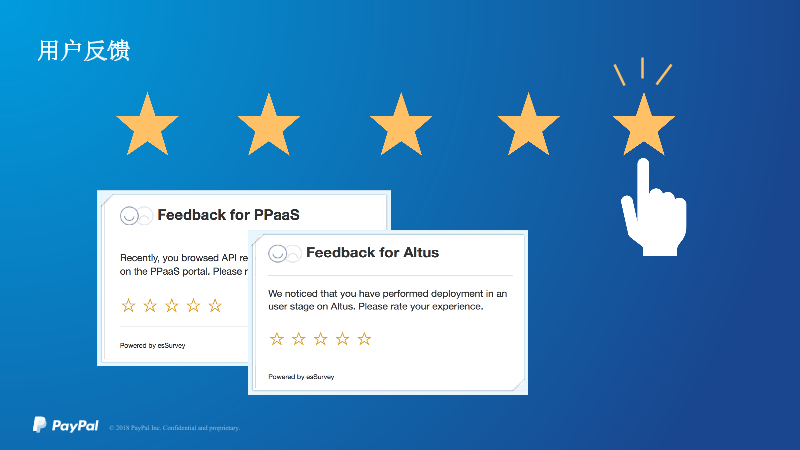 用户反馈
Feedback for PPaaS
Recently, you browsed API re
on the PPaaS portal. Please r
Powered by esSurvey
Feedback for Altus
We noticed that you have performed deployment in an
user stage on Altus. Please rate your experience.
Powered by esSurvey
PayPal
© 2018 PayPal Inc. Confidential and proprietary.